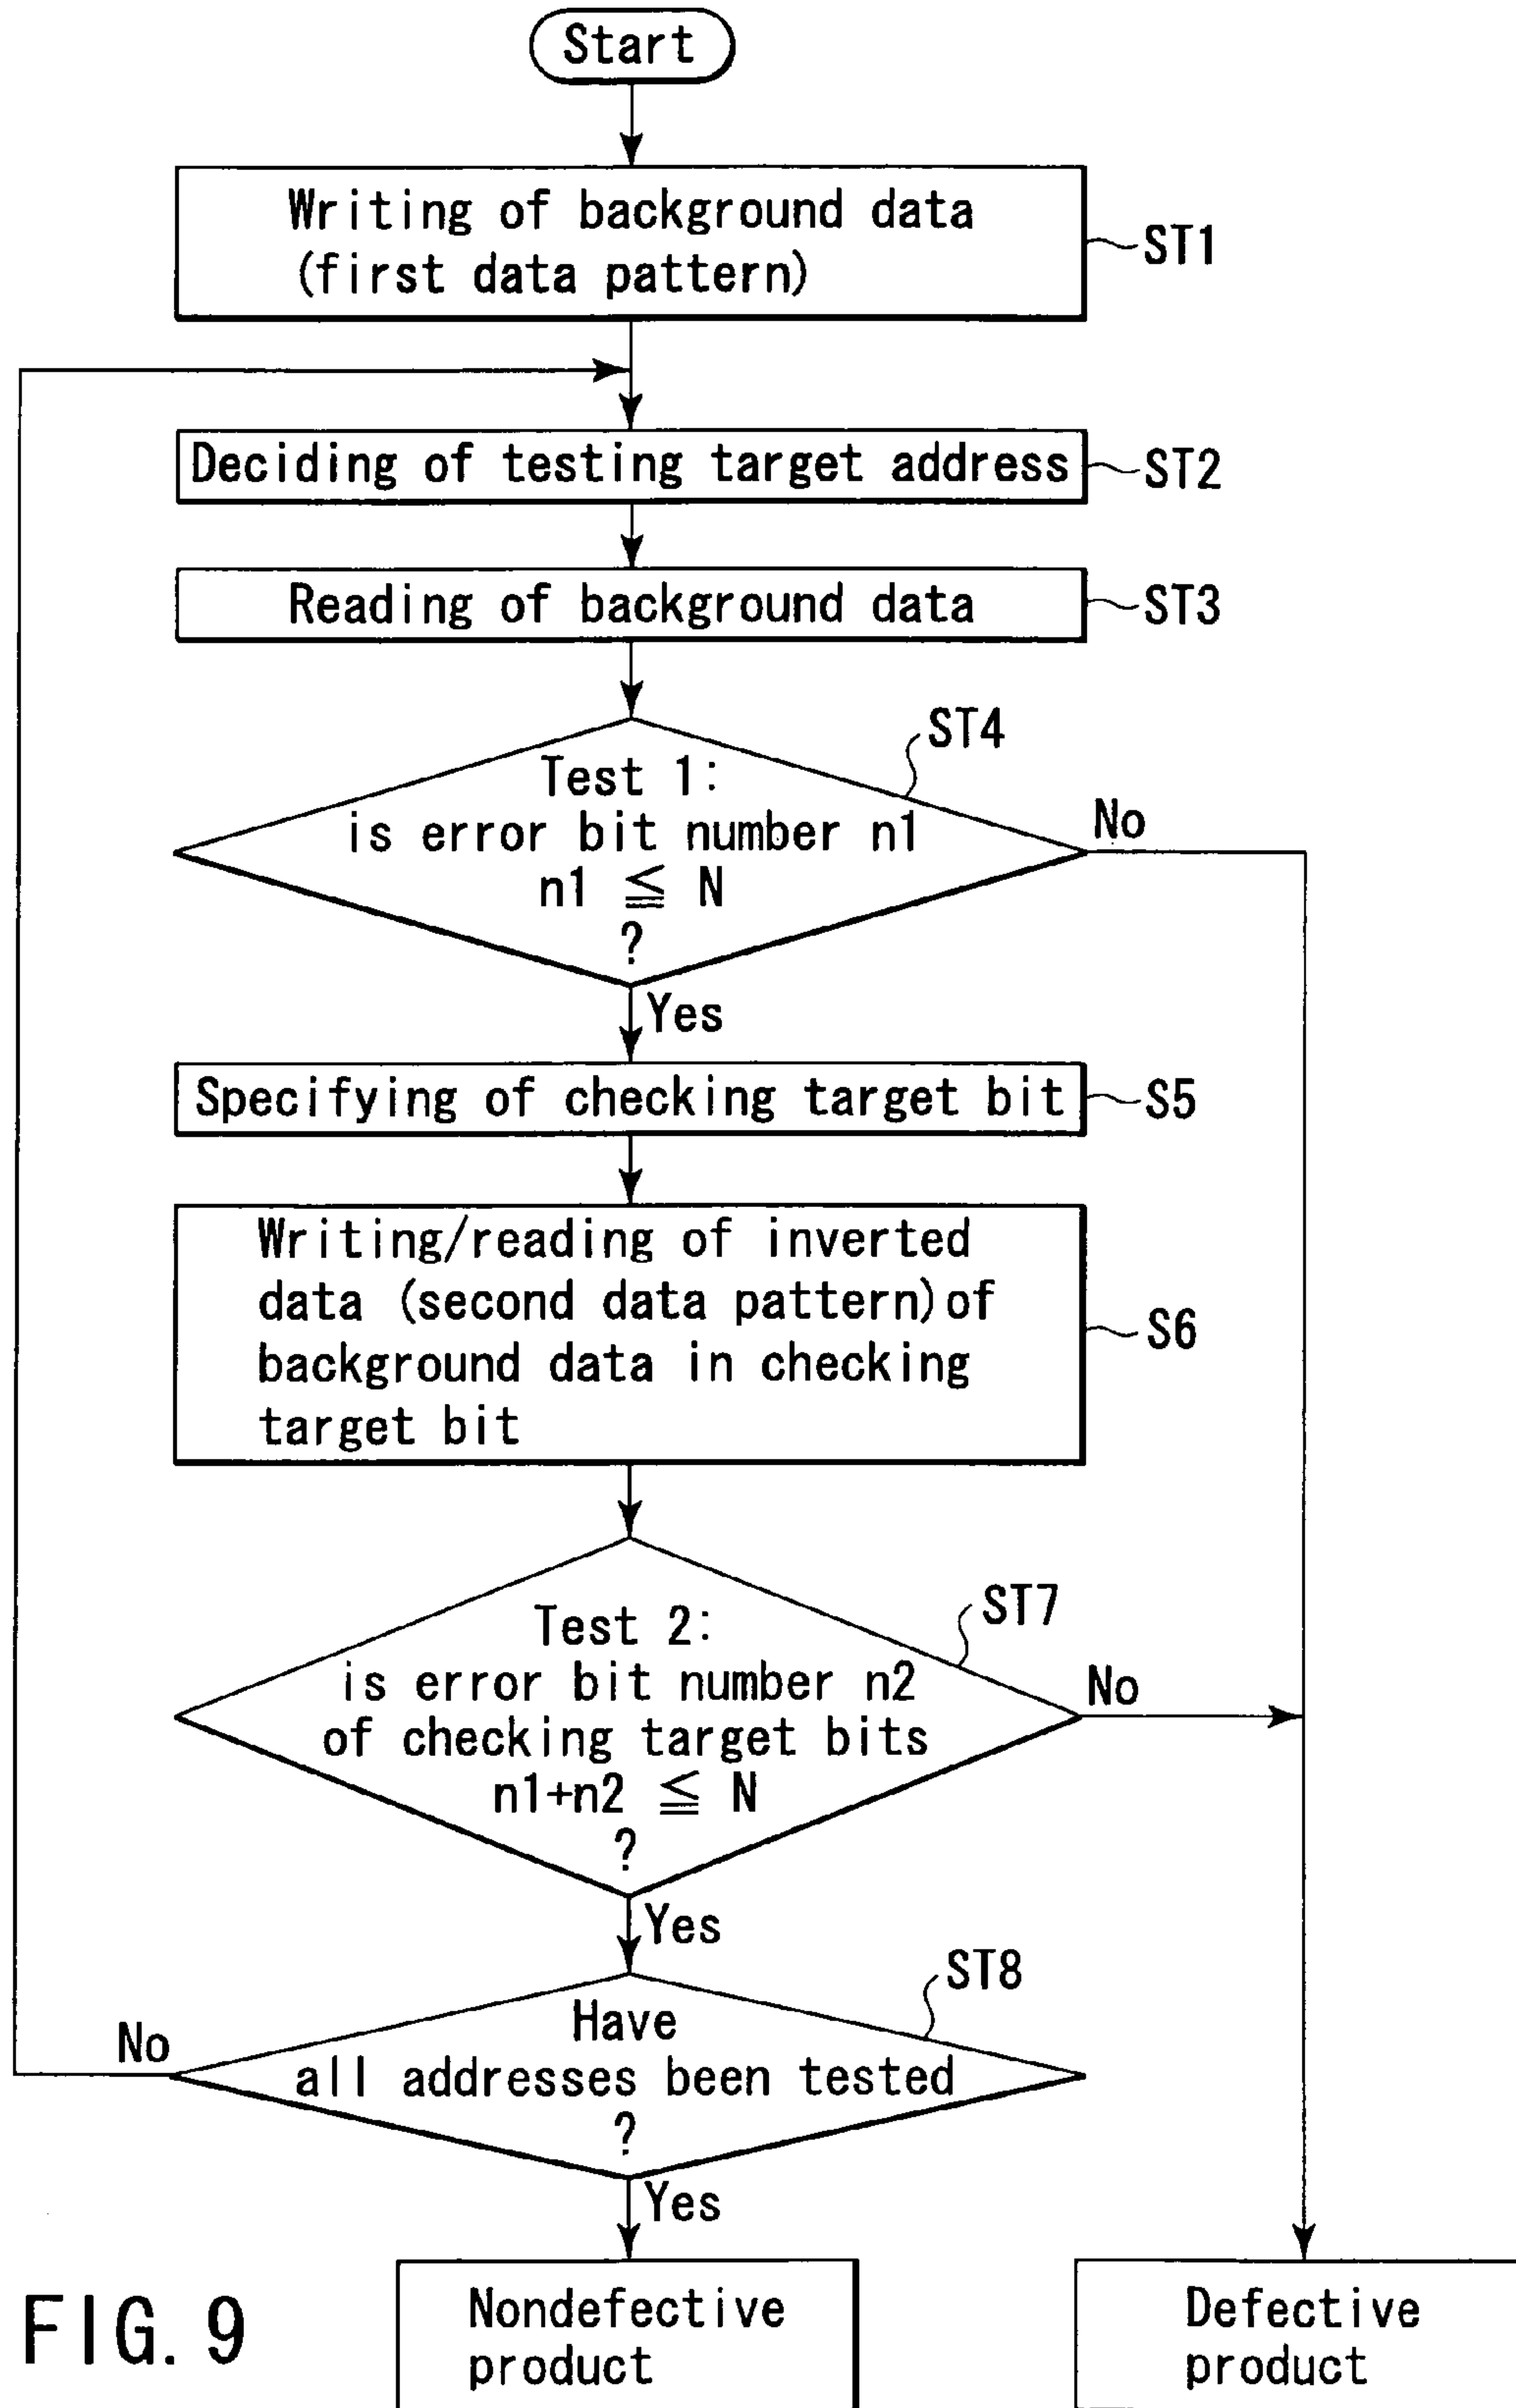 Start
Writing of background data
(first data pattern)
ST1
Deciding of testing target address
ST2
Reading of background data
ST3
ST4
Test 1:
is error bit number n1
n1 ≦ N
?
No
Yes
Specifying of checking target bit
S5
Writing/reading of inverted
data (second data pattern) of
background data in checking
target bit
S6
ST7
Test 2:
is error bit number n2
of checking target bits
n1+n2 ≦ N
?
No
Yes
ST8
Have
all addresses been tested
?
No
Yes
Nondefective
product
Defective
product
FIG. 9